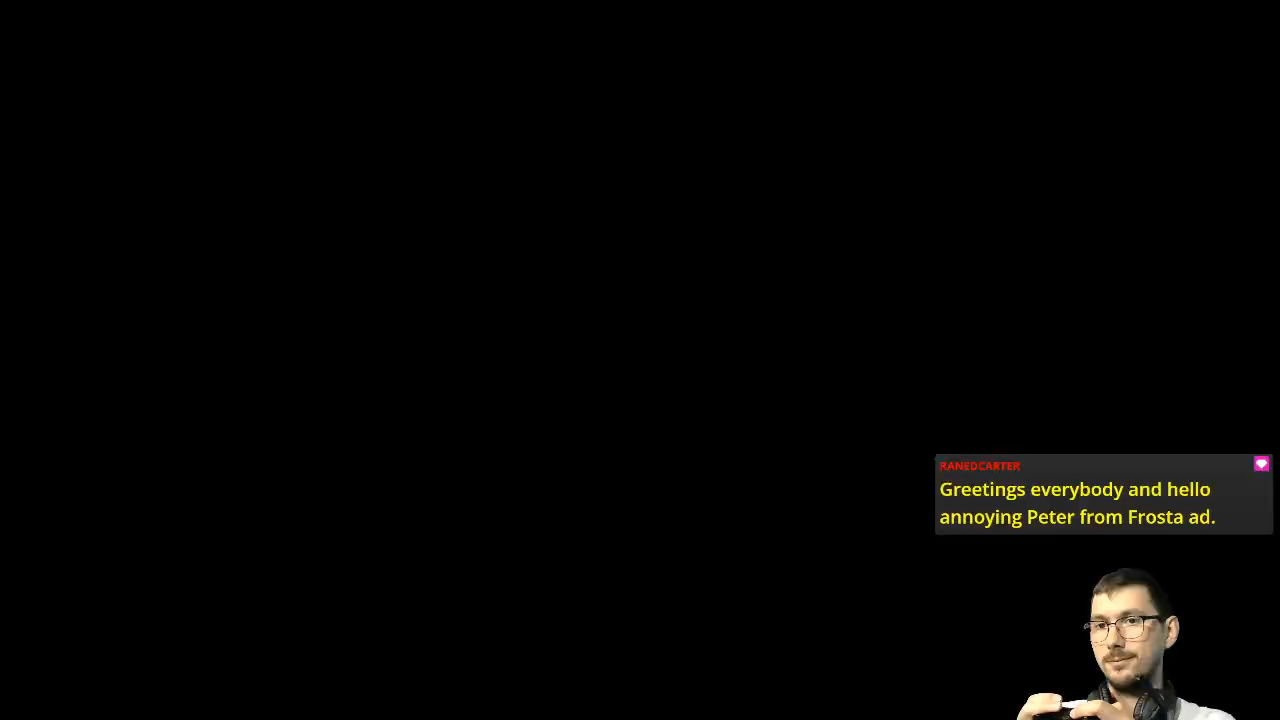 RANEDCARTER
Greetings everybody and hello
annoying Peter from Frosta ad.